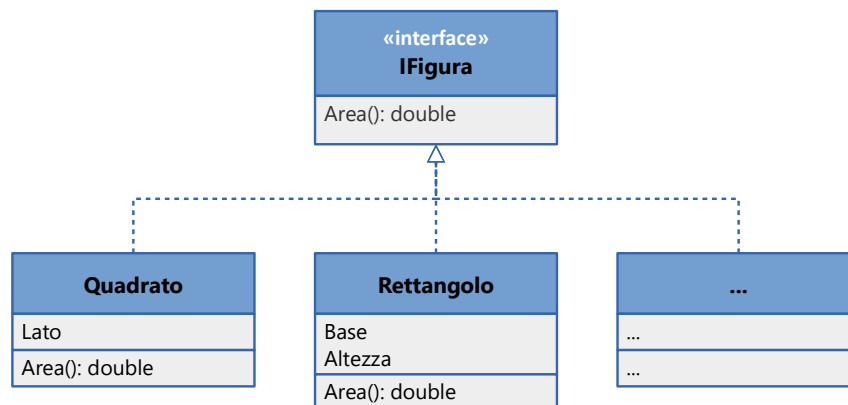 «interface»
IFigura
Area(): double
Quadrato
Lato
Area(): double
Rettangolo
Base
Altezza
Area(): double
...
...
...